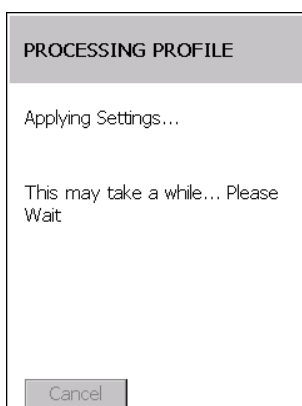 PROCESSING PROFILE
Applying Settings...
This may take a while... Please
Wait
Cancel